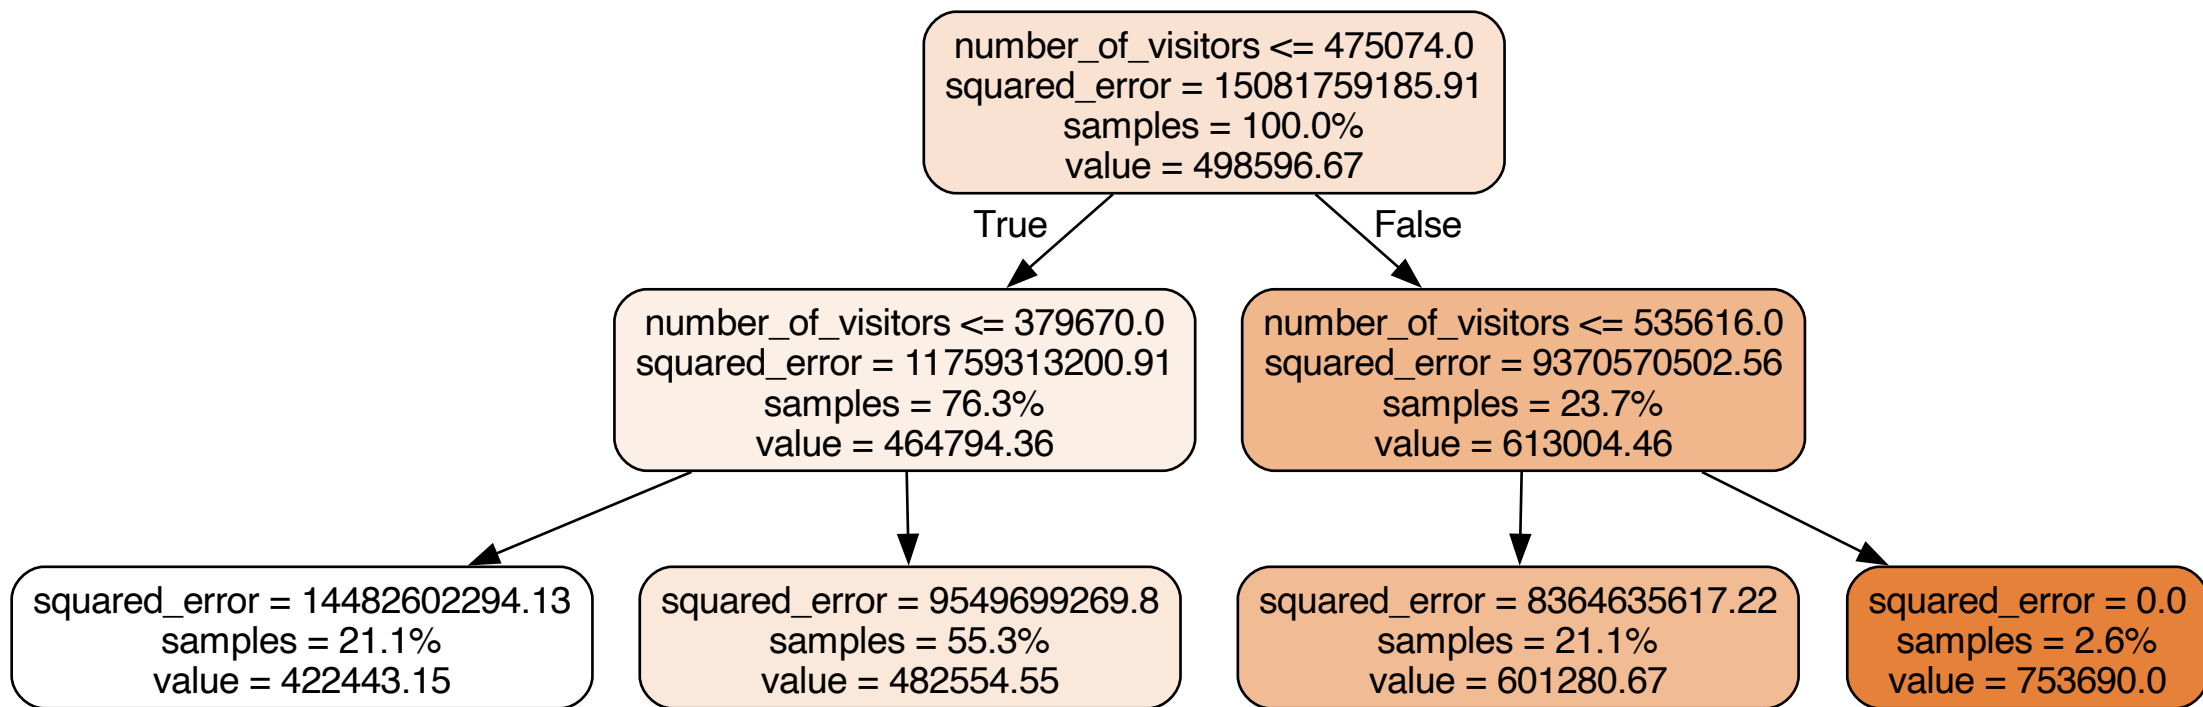 number_of_visitors <= 475074.0
squared_error = 15081759185.91
samples = 100.0%
value = 498596.67
True
False
number_of_visitors <= 379670.0
squared_error = 11759313200.91
samples = 76.3%
value = 464794.36
number_of_visitors <= 535616.0
squared_error = 9370570502.56
samples = 23.7%
value = 613004.46
squared_error = 14482602294.13
samples = 21.1%
value = 422443.15
squared_error = 9549699269.8
samples = 55.3%
value = 482554.55
squared_error = 8364635617.22
samples = 21.1%
value = 601280.67
squared_error = 0.0
samples = 2.6%
value = 753690.0